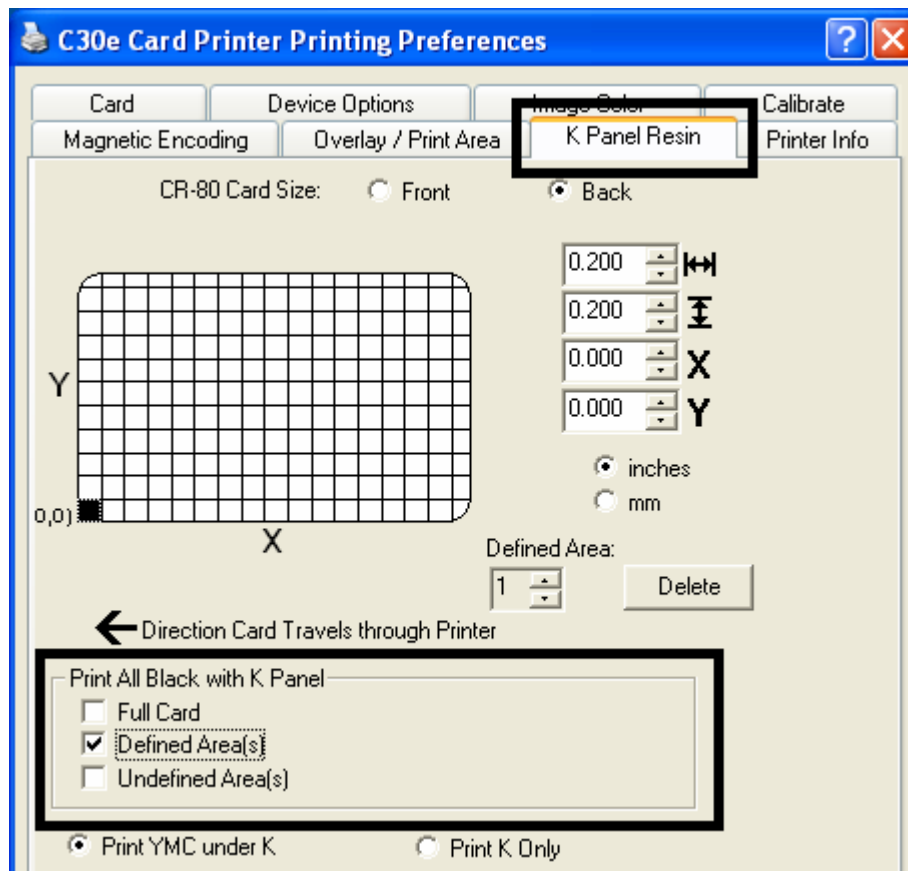 C30e Card Printer Printing Preferences
Card Device Options Image Color Calibrate
Magnetic Encoding Overlay / Print Area K Panel Resin Printer Info
CR-80 Card Size: Front Back
0.200
0.200
0.000 X
0.000 Y
Y
inches
mm
0,0)
X
Defined Area:
1 Delete
Direction Card Travels through Printer
Print All Black with K Panel
Full Card
Defined Area(s)
Undefined Area(s)
Print YMC under K Print K Only